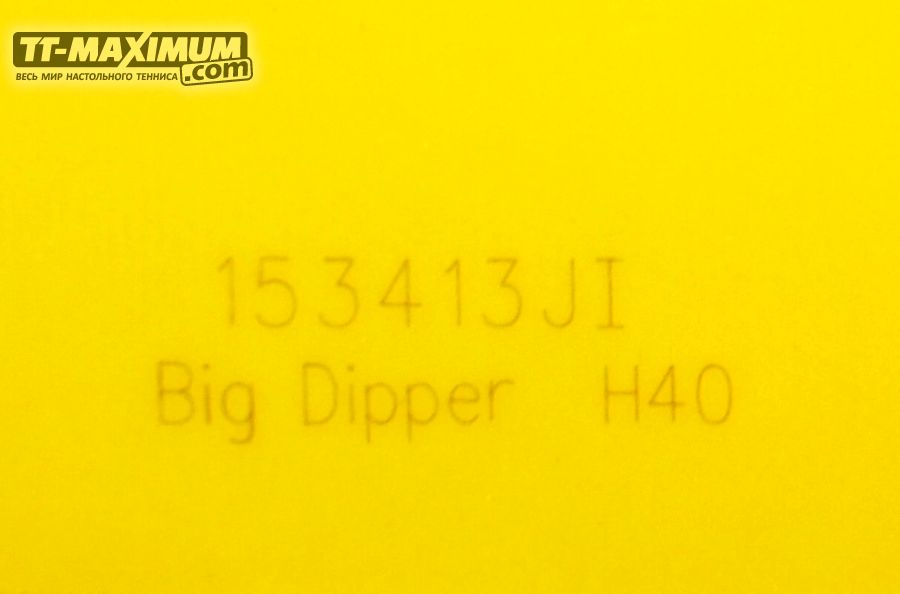 TT-MAXIMUM
.com
ВЕСЬ МИР НАСТОЛЬНОГО ТЕННИСА
153413JI
Big Dipper H40